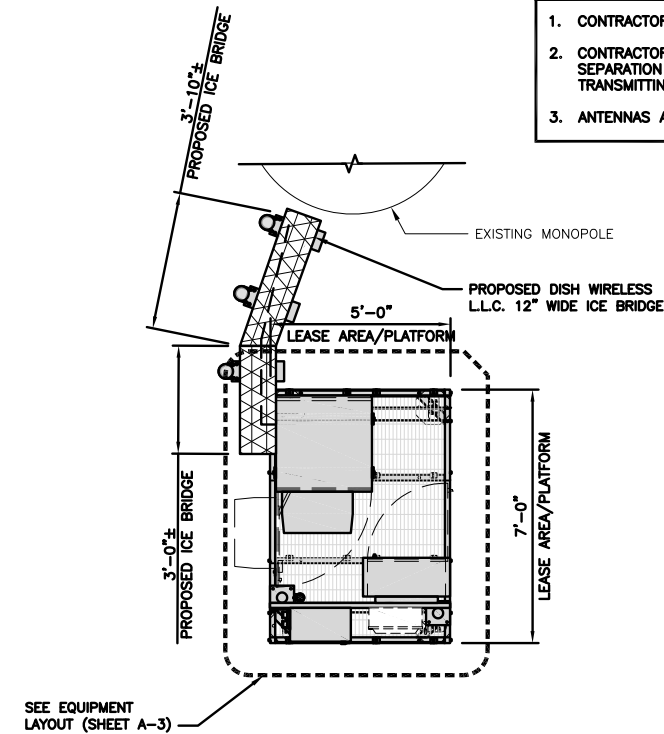 1. CONTRACTOR
2. CONTRACTOR
SEPARATION
TRANSMITTIN
3. ANTENNAS A
3'-10"±
PROPOSED ICE BRIDGE
EXISTING MONOPOLE
PROPOSED DISH WIRELESS
L.L.C. 12" WIDE ICE BRIDGE
5'-0"
LEASE AREA/PLATFORM
3'-0"±
PROPOSED ICE BRIDGE
7'-0"
LEASE AREA/PLATFORM
SEE EQUIPMENT
LAYOUT (SHEET A-3)